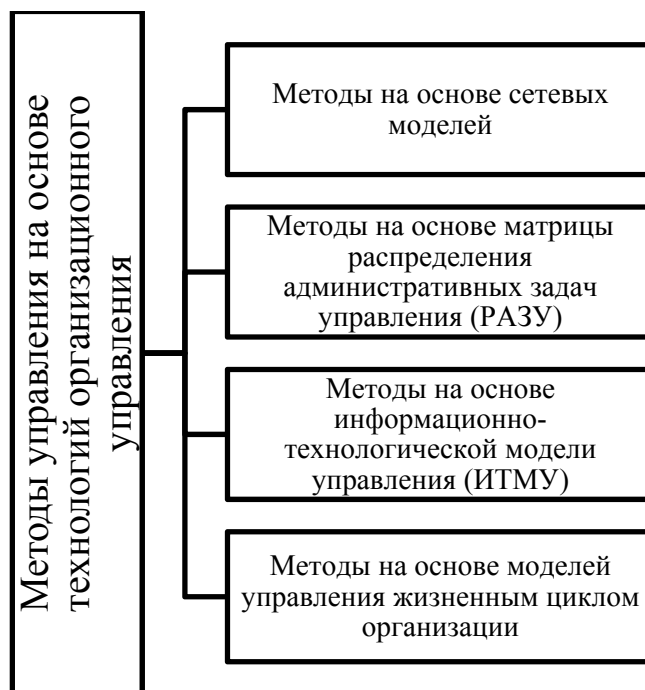 Методы управления на основе
технологий организационного
управления
Методы на основе сетевых
моделей
Методы на основе матрицы
распределения
административных задач
управления (РАЗУ)
Методы на основе
информационно-
технологической модели
управления (ИТМУ)
Методы на основе моделей
управления жизненным циклом
организации